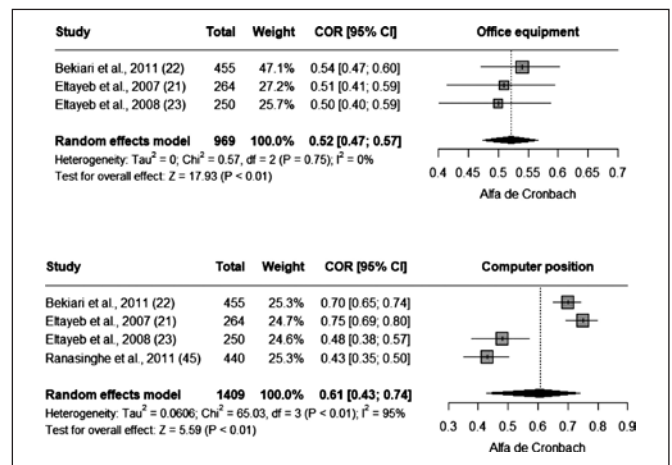 Study Total Weight COR [95% CI] Office equipment
Bekiari et al., 2011 (22) 455 47.1% 0.54 [0.47; 0.60]
Eltayeb et al., 2007 (21) 264 27.2% 0.51 [0.41; 0.59]
Eltayeb et al., 2008 (23) 250 25.7% 0.50 [0.40; 0.59]
Random effects model 969 100.0% 0.52 [0.47; 0.57]
Heterogeneity: Tau² = 0; Chi² = 0.57, df = 2 (P = 0.75); I² = 0%
Test for overall effect: Z = 17.93 (P < 0.01)
0.4 0.45 0.5 0.55 0.6 0.65 0.7
Alfa de Cronbach
Study Total Weight COR [95% CI] Computer position
Bekiari et al., 2011 (22) 455 25.3% 0.70 [0.65; 0.74]
Eltayeb et al., 2007 (21) 264 24.7% 0.75 [0.69; 0.80]
Eltayeb et al., 2008 (23) 250 24.6% 0.48 [0.38; 0.57]
Ranasinghe et al., 2011 (45) 440 25.3% 0.43 [0.35; 0.50]
Random effects model 1409 100.0% 0.61 [0.43; 0.74]
Heterogeneity: Tau² = 0.0606; Chi² = 65.03, df = 3 (P < 0.01); I² = 95%
Test for overall effect: Z = 5.59 (P < 0.01)
0.3 0.4 0.5 0.6 0.7 0.8 0.9
Alfa de Cronbach